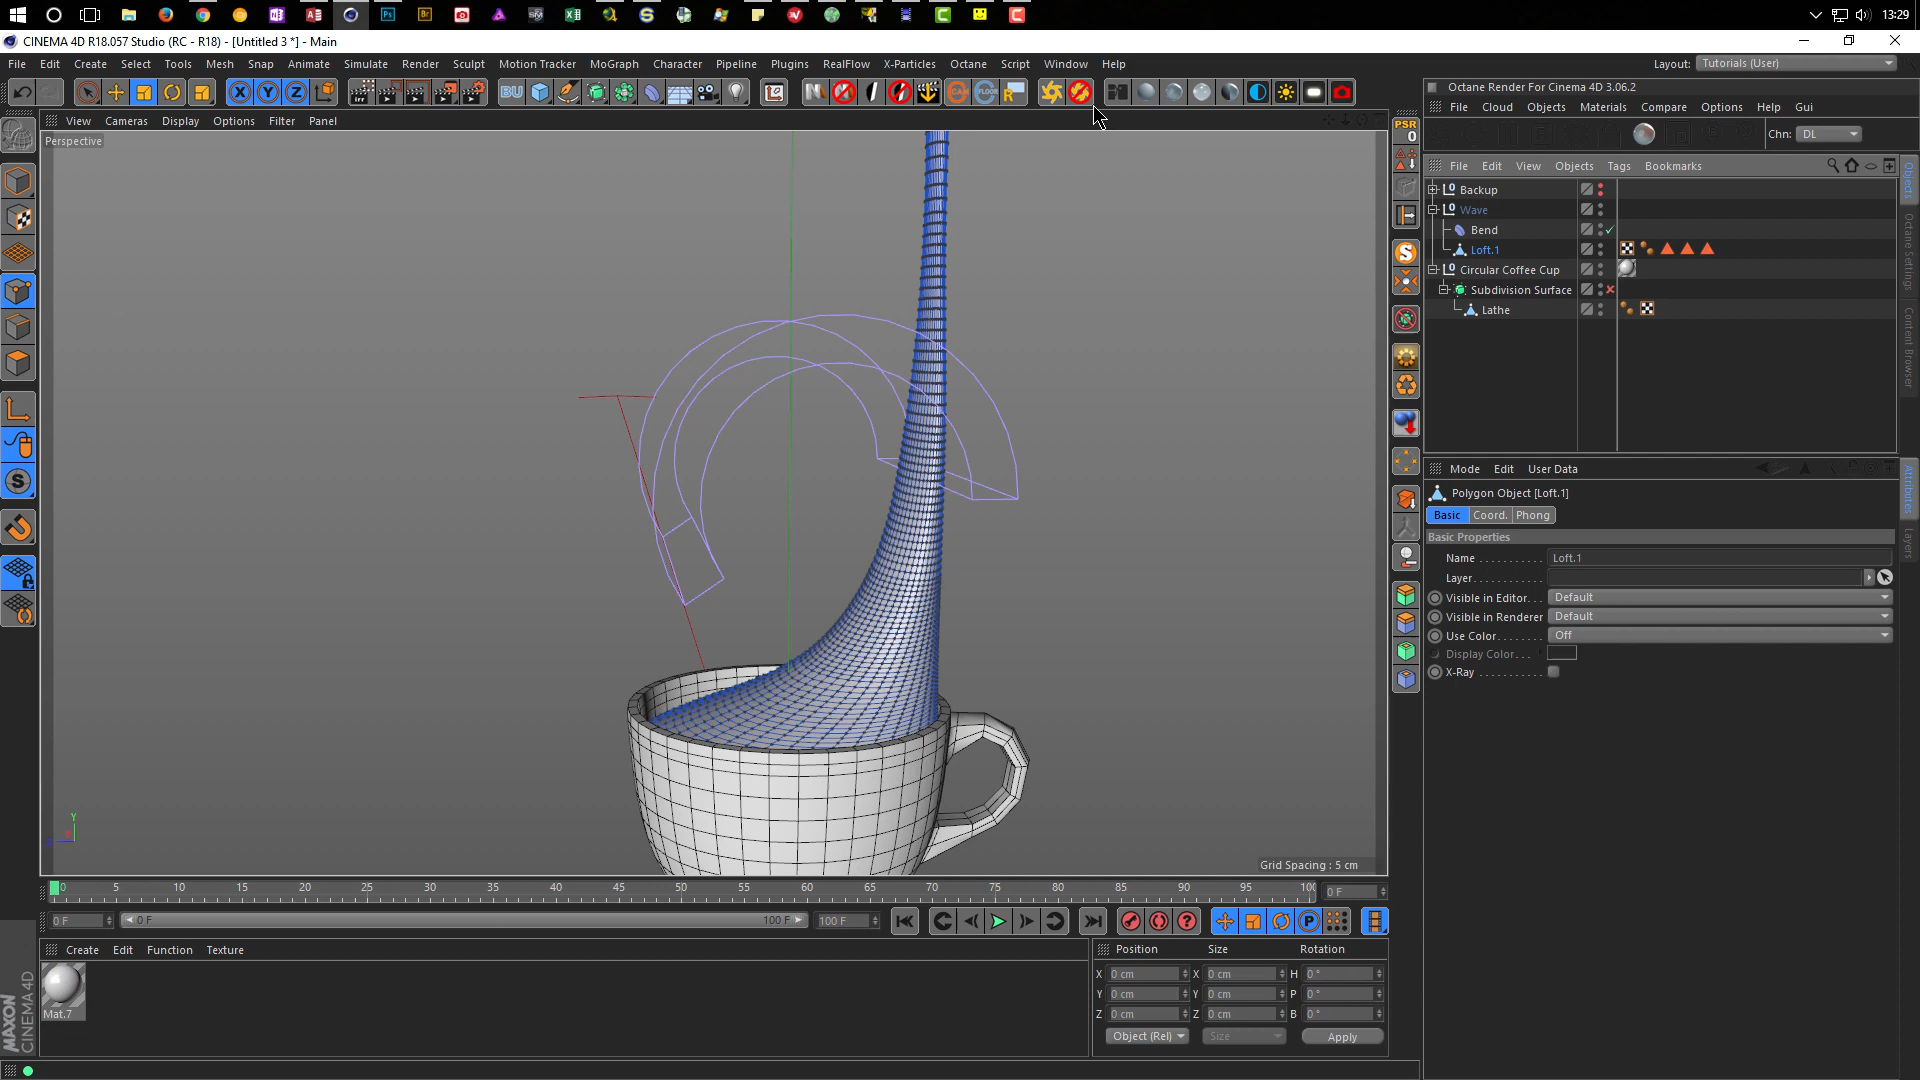 13:29
CINEMA 4D R18.057 Studio (RC - R18) - [Untitled 3 *] - Main
File Edit Create Select Tools Mesh Snap Animate Simulate Render Sculpt Motion Tracker MoGraph Character Pipeline Plugins RealFlow X-Particles Octane Script Window Help
Layout: Tutorials (User)
Octane Render For Cinema 4D 3.06.2
File Cloud Objects Materials Compare Options Help Gui
Chn: DL
View Cameras Display Options Filter Panel
Perspective
File Edit View Objects Tags Bookmarks
Backup
Wave
Bend
Loft.1
Circular Coffee Cup
Subdivision Surface
Lathe
Objects
Octane Settings
Content Browser
PSR
0
Mode Edit User Data
Polygon Object [Loft.1]
Basic Coord. Phong
Basic Properties
Name Loft.1
Layer
Visible in Editor Default
Visible in Renderer Default
Use Color Off
Display Color
X-Ray
Attributes
Layers
Y
Grid Spacing : 5 cm
0 5 10 15 20 25 30 35 40 45 50 55 60 65 70 75 80 85 90 95 100
0 F
0 F 0 F 100 F 100 F
Create Edit Function Texture
Mat.7
Position Size Rotation
X 0 cm X 0 cm H 0 °
Y 0 cm Y 0 cm P 0 °
Z 0 cm Z 0 cm B 0 °
Object (Rel) Size Apply
MAXON
CINEMA 4D